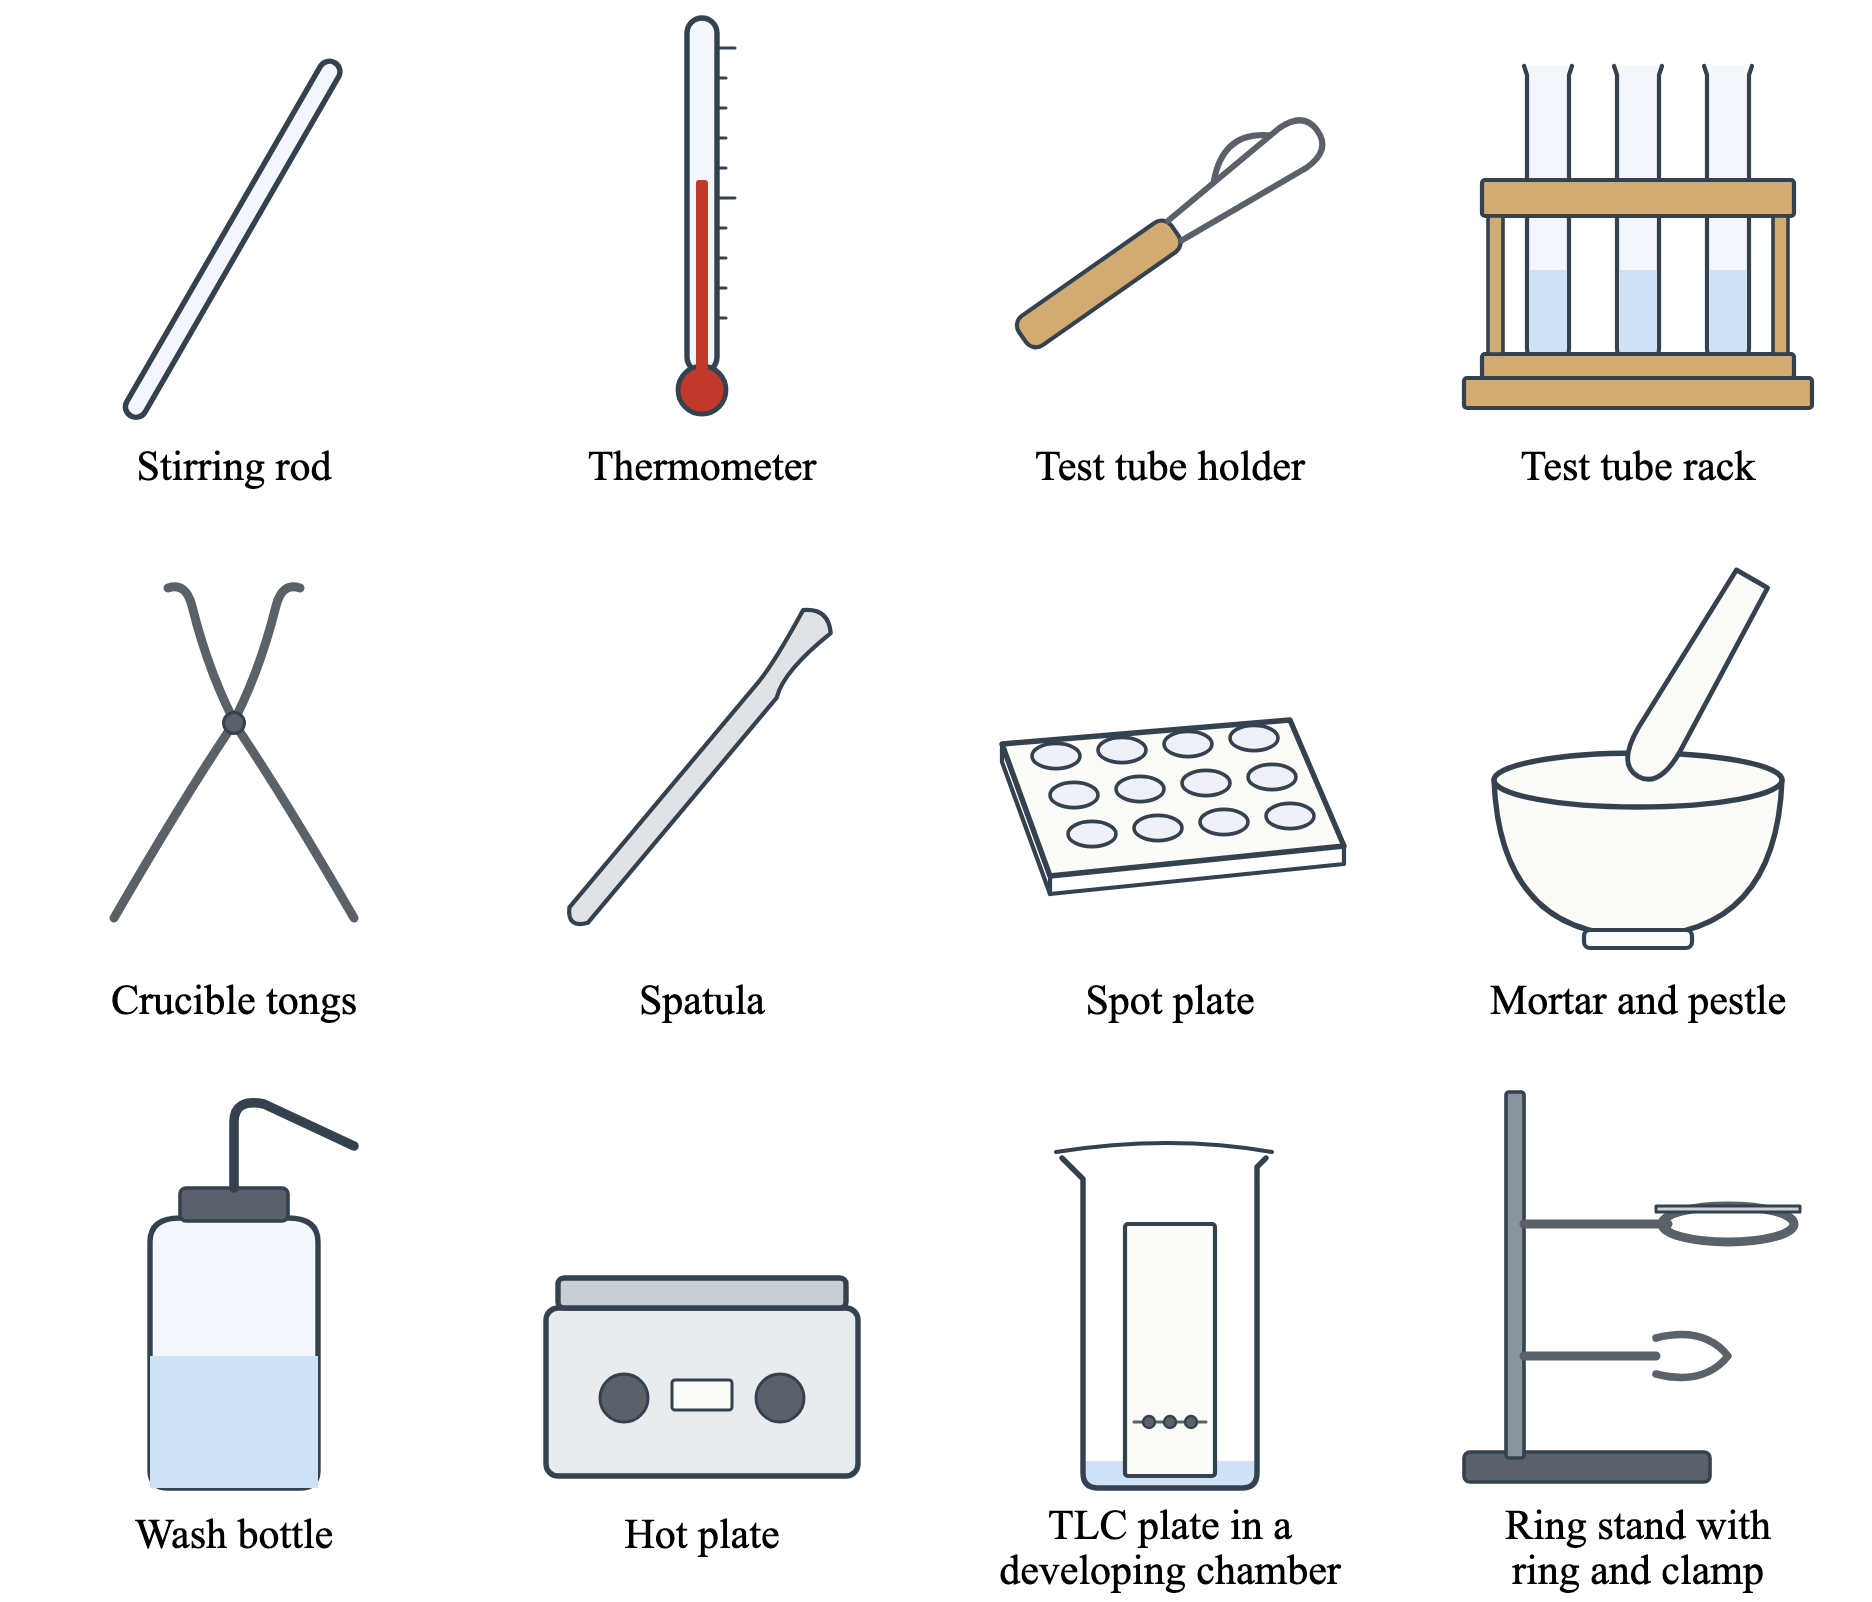 Stirring rod
Thermometer
Test tube holder
Test tube rack
Crucible tongs
Spatula
Spot plate
Mortar and pestle
Wash bottle
Hot plate
TLC plate in a
developing chamber
Ring stand with
ring and clamp